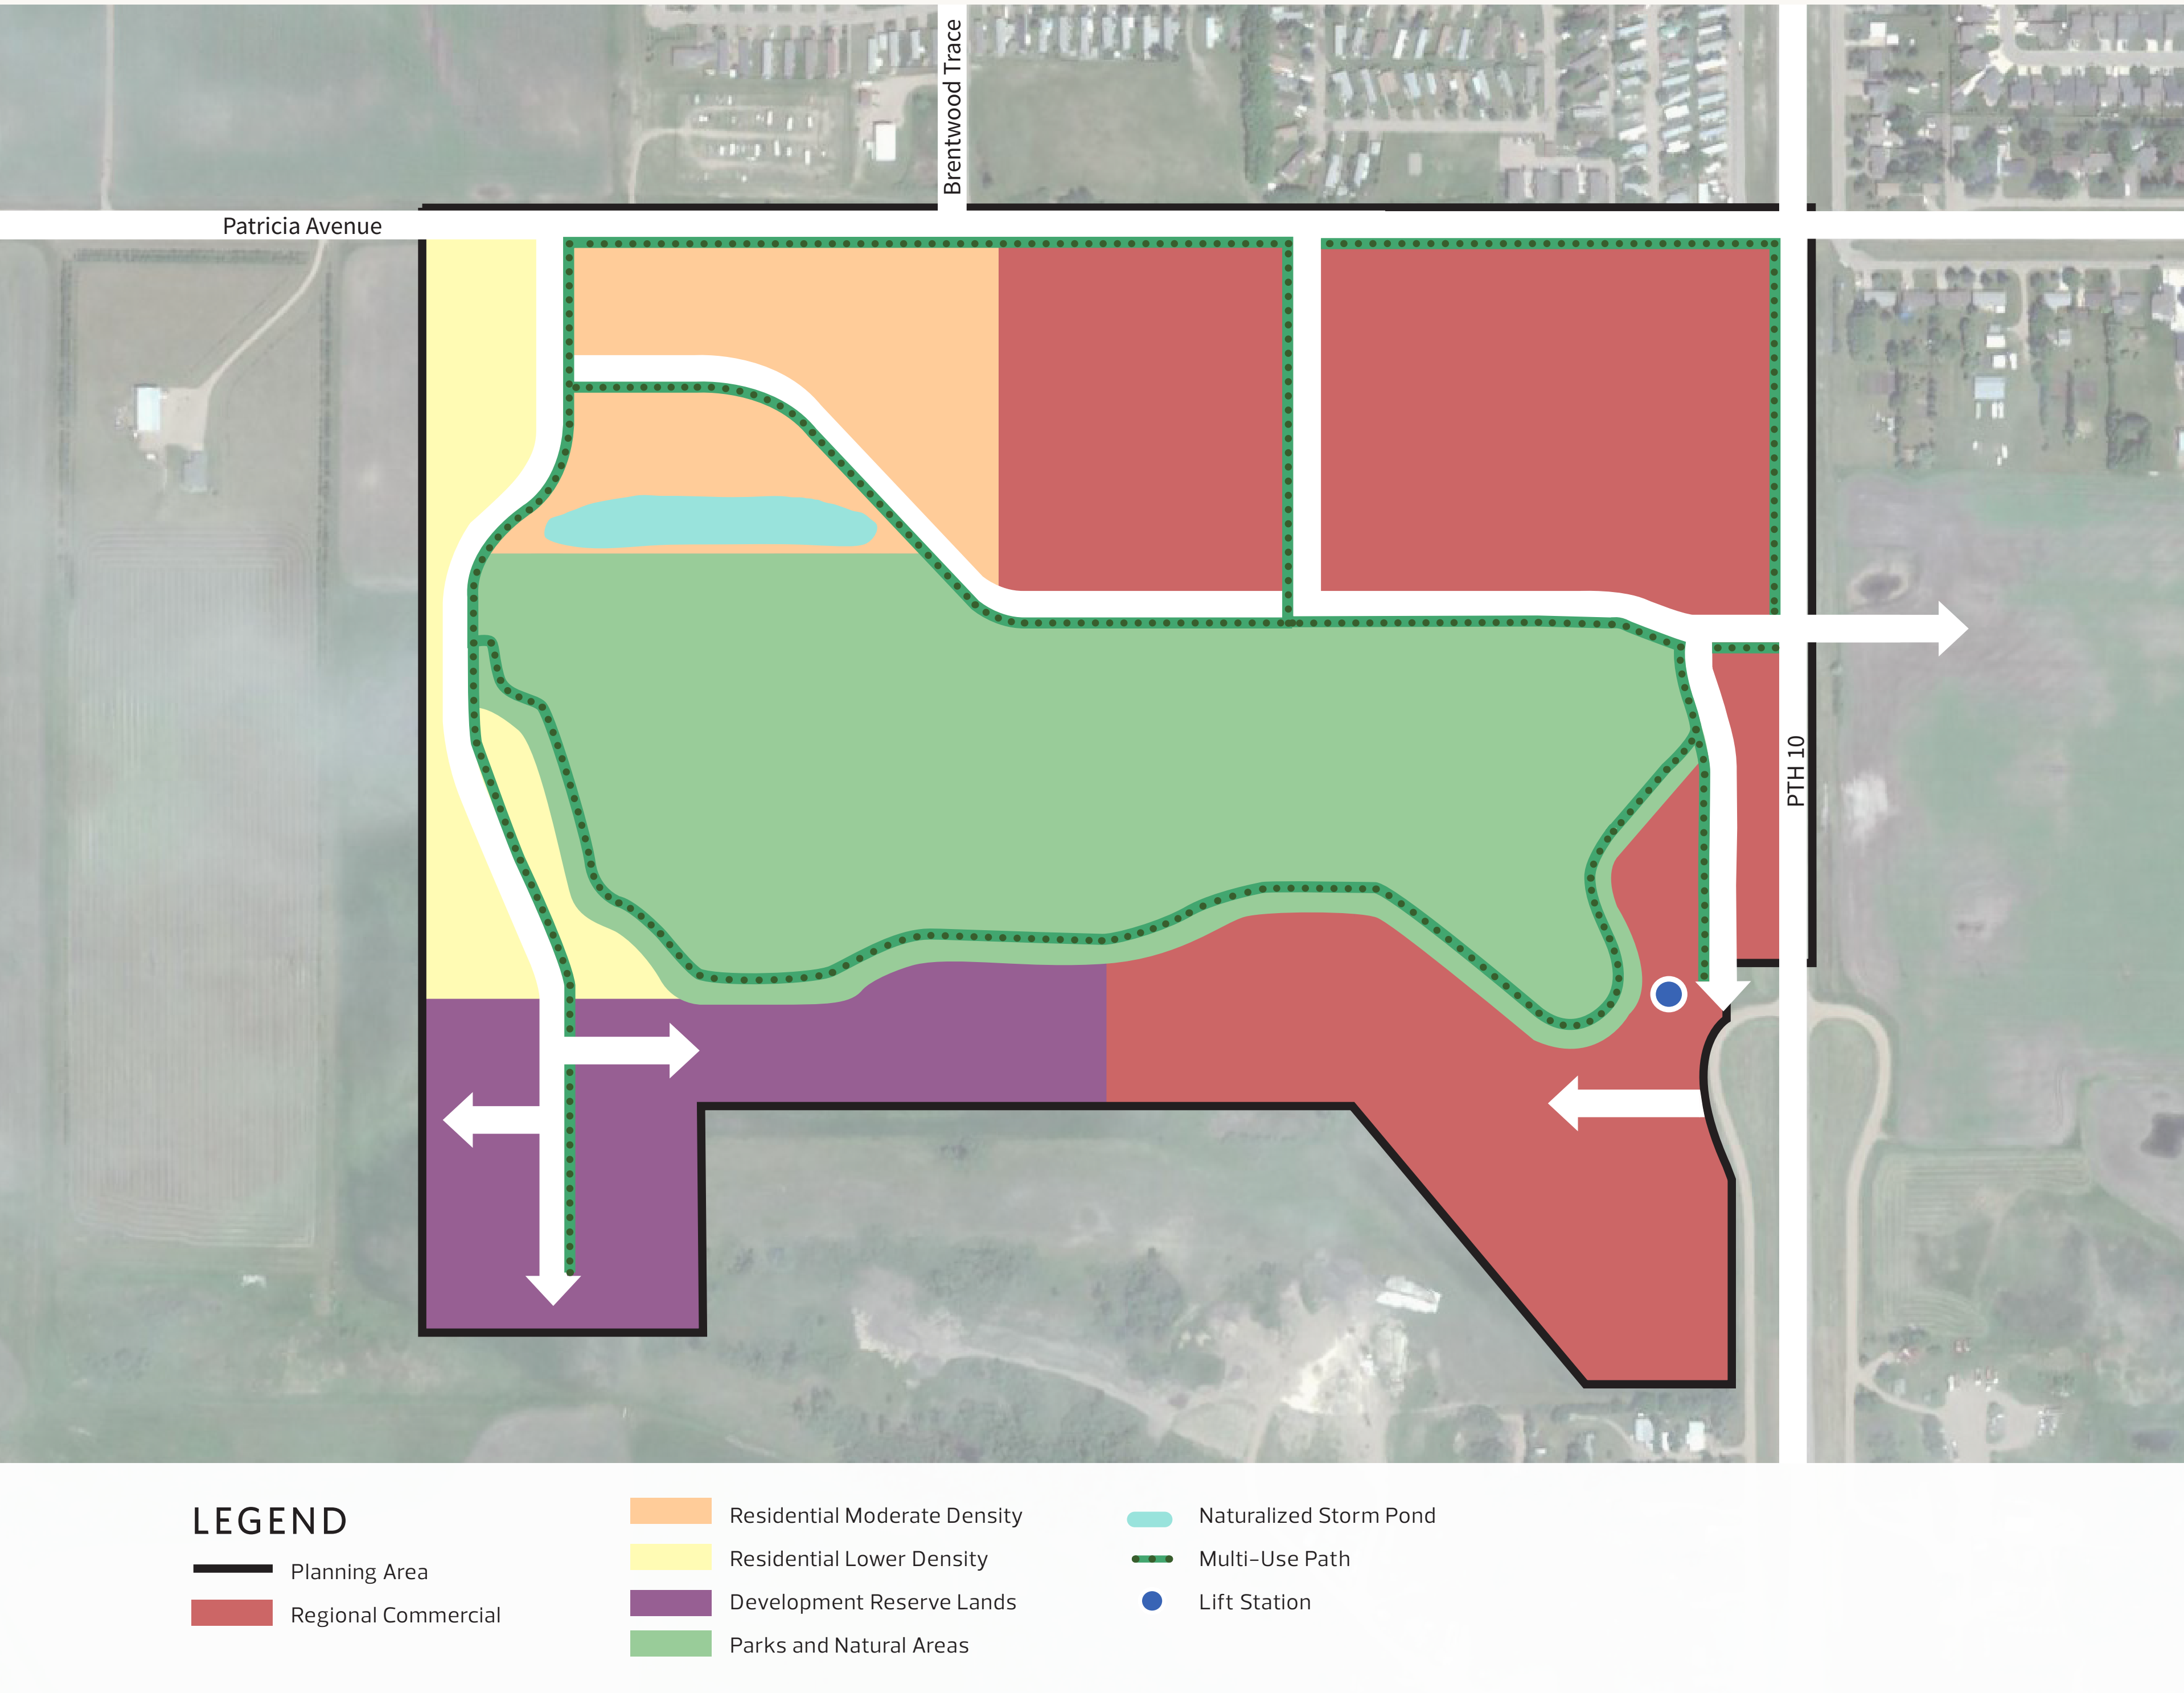 Brentwood Trace
Patricia Avenue
PTH 10
LEGEND
Planning Area
Regional Commercial
Residential Moderate Density
Residential Lower Density
Development Reserve Lands
Parks and Natural Areas
Naturalized Storm Pond
Multi-Use Path
Lift Station